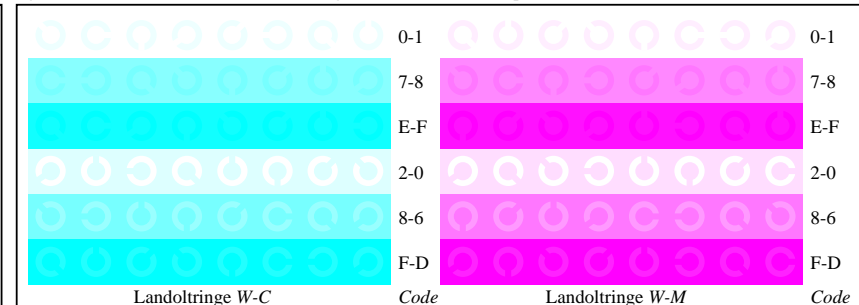 0-1 0-1
7-8 7-8
E-F E-F
2-0 2-0
8-6 8-6
F-D F-D
Landoltringe W-C Code Landoltringe W-M Code